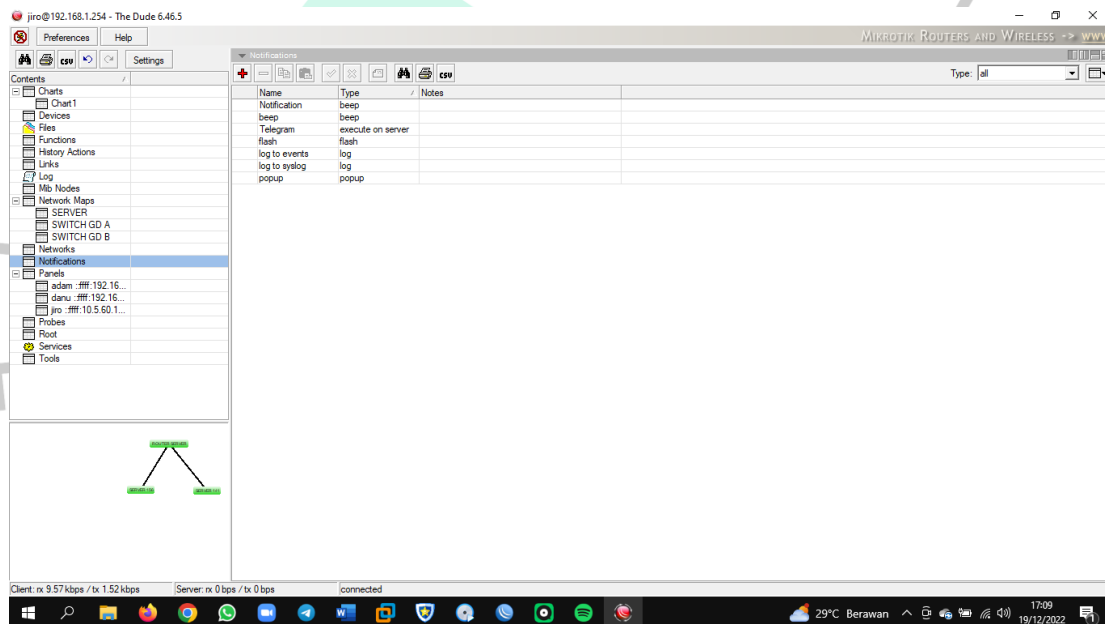 jiro@192.168.1.254 - The Dude 6.46.5
Preferences Help
MIKROTIK ROUTERS AND WIRELESS -> www
csv Settings
Notifications
csv Type: all
Contents
Charts
Chart1
Devices
Files
Functions
History Actions
Links
Log
Mib Nodes
Network Maps
SERVER
SWITCH GD A
SWITCH GD B
Networks
Notifications
Panels
adam ::ffff:192.16...
danu ::ffff:192.16...
jiro ::ffff:10.5.60.1...
Probes
Root
Services
Tools
Name Type Notes
Notification beep
beep beep
Telegram execute on server
flash flash
log to events log
log to syslog log
popup popup
ROUTER SERVER
Client: rx 9.57 kbps / tx 1.52 kbps Server: rx 0 bps / tx 0 bps connected
29°C Berawan 17:09
19/12/2022